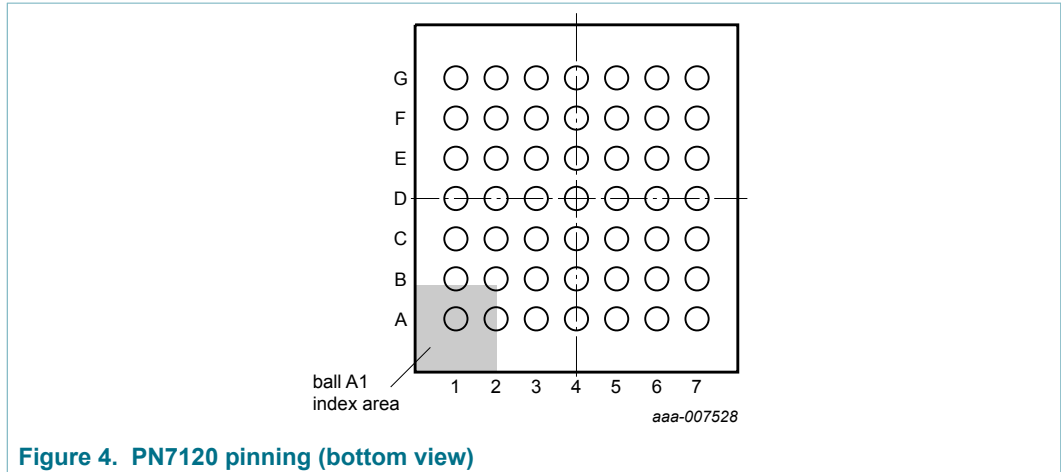 G
F
E
D
C
B
A
ball A1
index area
1 2 3 4 5 6 7
aaa-007528
Figure 4. PN7120 pinning (bottom view)